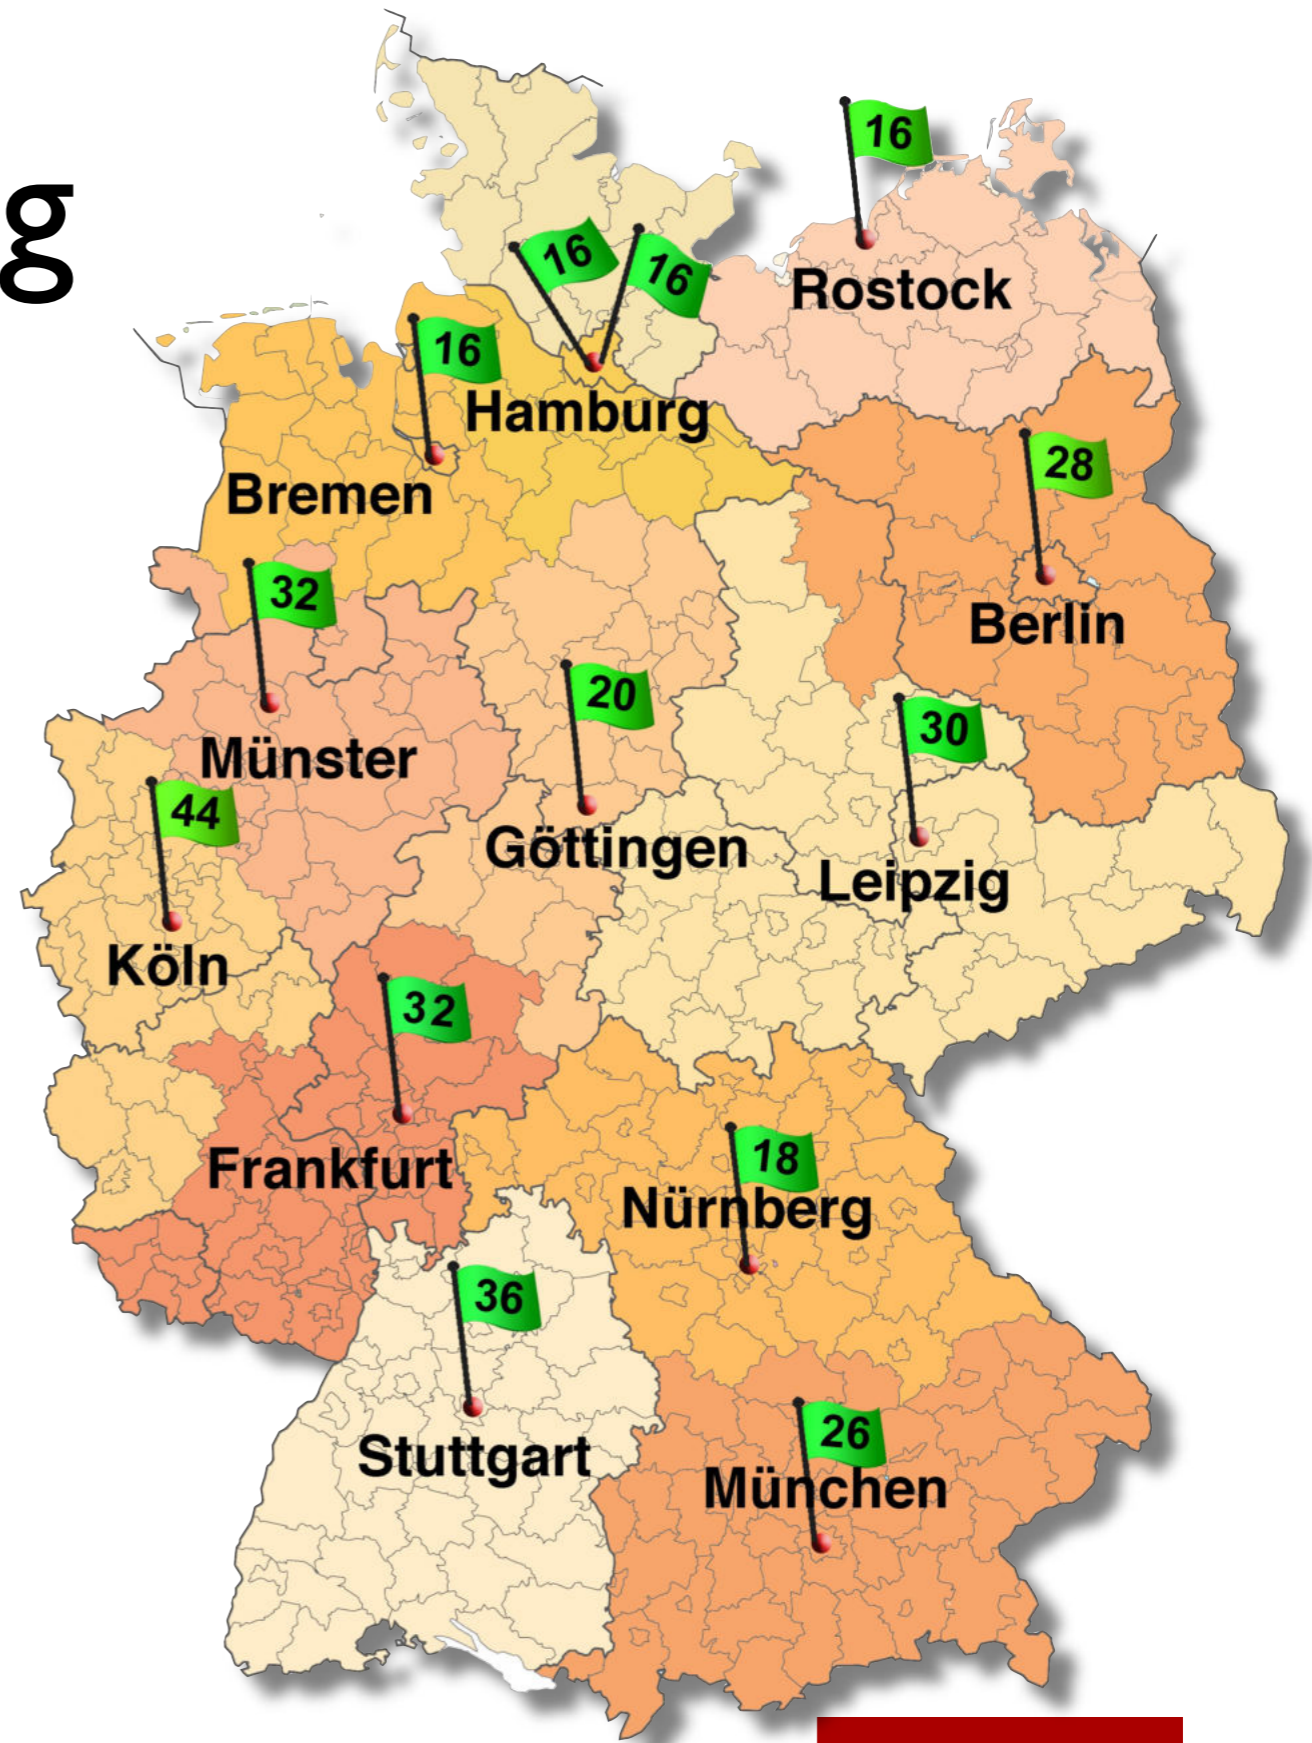 g
16
Rostock
16
16
16
Hamburg
28
Bremen
32
Berlin
20
30
Münster
44
Göttingen
Leipzig
Köln
32
Frankfurt
18
Nürnberg
36
26
Stuttgart
München